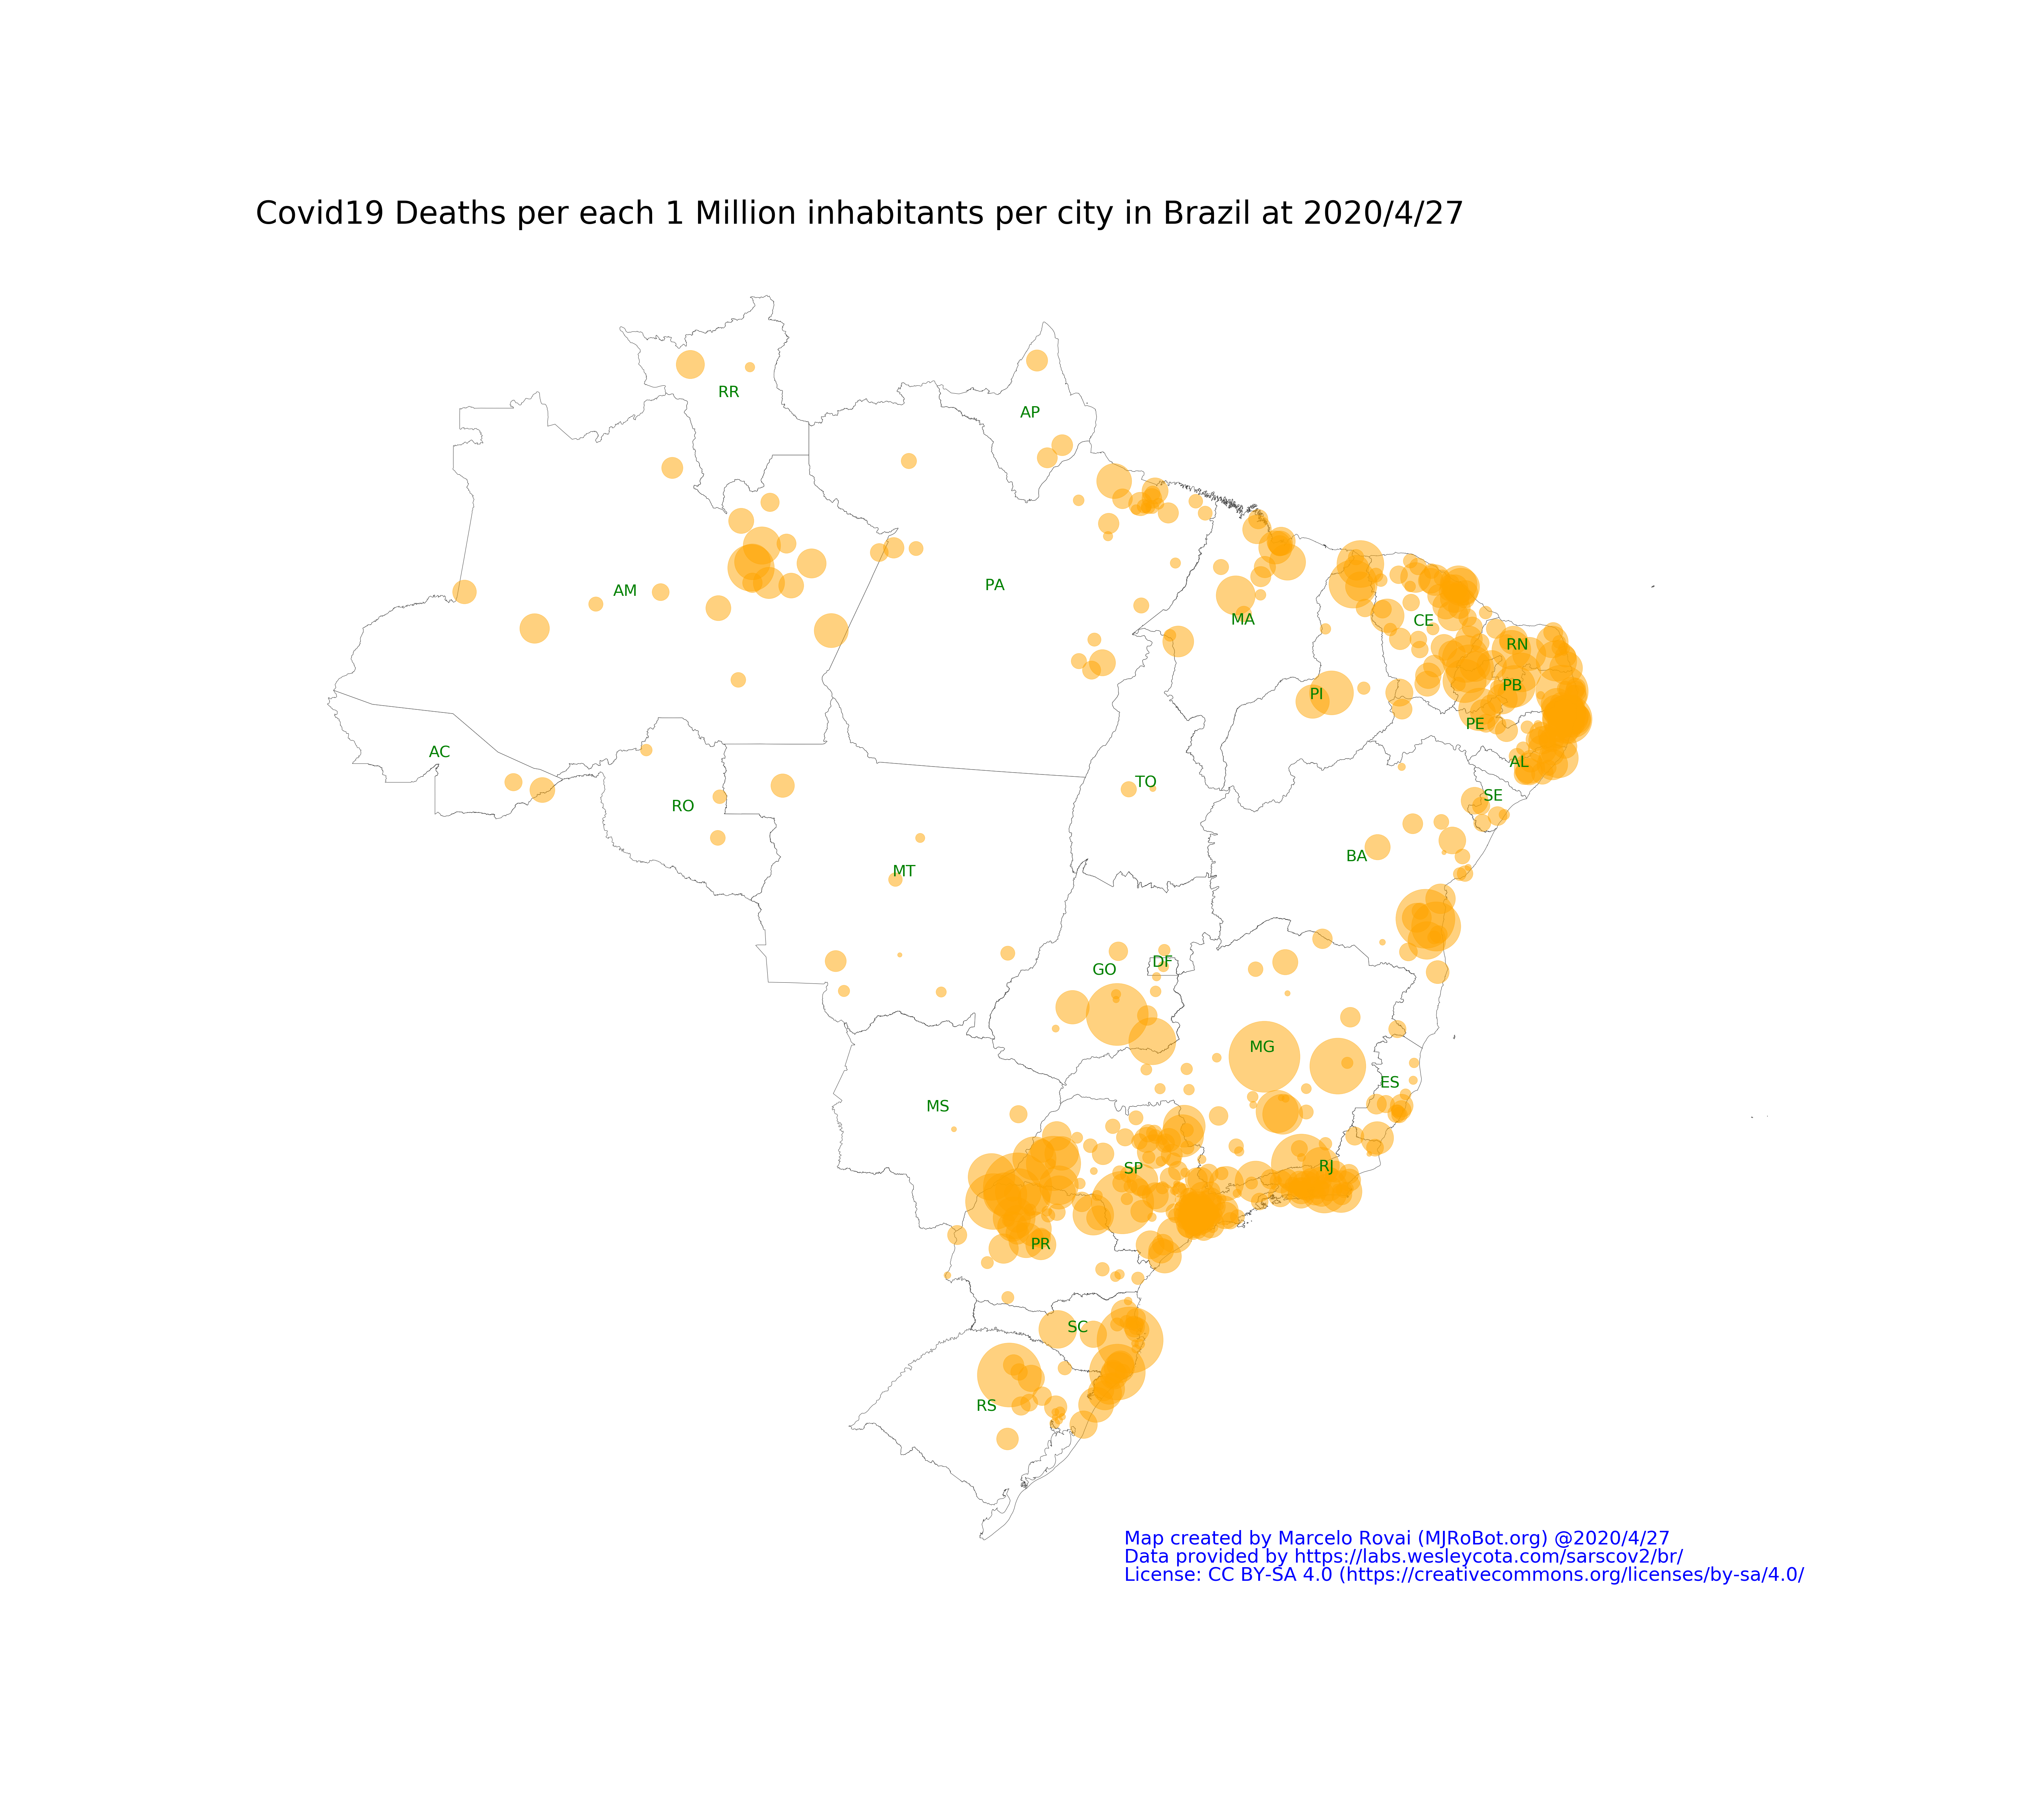 Covid19 Deaths per each 1 Million inhabitants per city in Brazil at 2020/4/27
RR
AP
AM
PA
MA
CE
RN
PB
PI
PE
AC
AL
TO
SE
RO
BA
MT
DF
GO
MG
ES
MS
RJ
SP
PR
SC
RS
Map created by Marcelo Rovai (MJRoBot.org) @2020/4/27
Data provided by https://labs.wesleycota.com/sarscov2/br/
License: CC BY-SA 4.0 (https://creativecommons.org/licenses/by-sa/4.0/